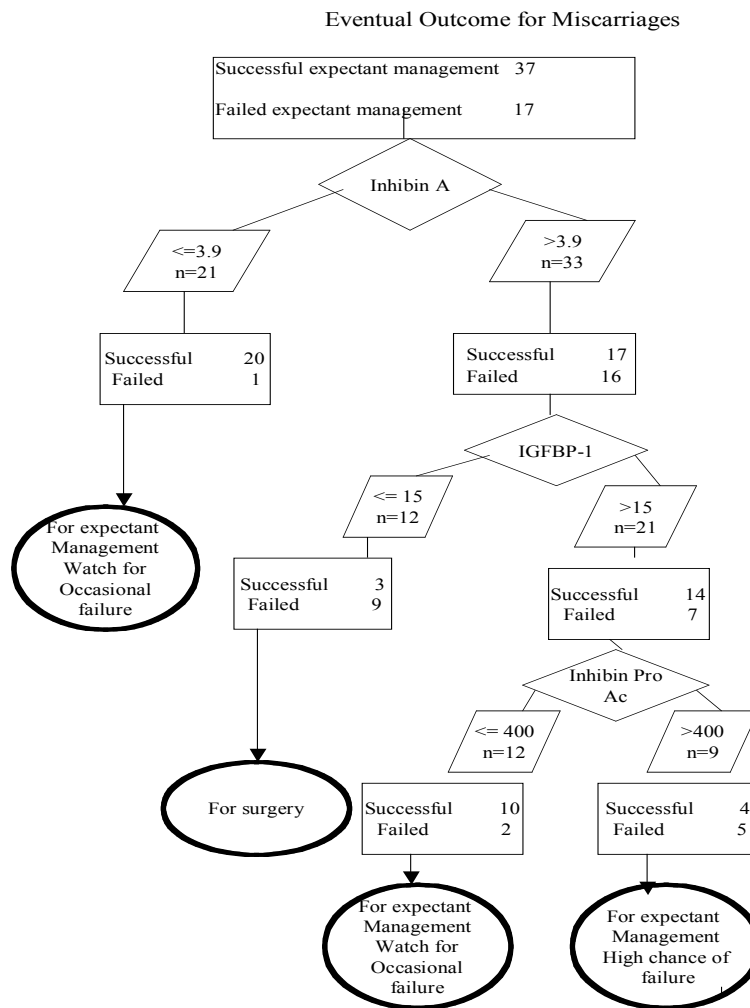 Eventual Outcome for Miscarriages
Successful expectant management 37
Failed expectant management 17
Inhibin A
<=3.9
n=21
>3.9
n=33
Successful 20
Failed 1
Successful 17
Failed 16
IGFBP-1
<= 15
n=12
>15
n=21
For expectant
Management
Watch for
Occasional
failure
Successful 3
Failed 9
Successful 14
Failed 7
Inhibin Pro
Ac
<= 400
n=12
>400
n=9
For surgery
Successful 10
Failed 2
Successful 4
Failed 5
For expectant
Management
Watch for
Occasional
failure
For expectant
Management
High chance of
failure